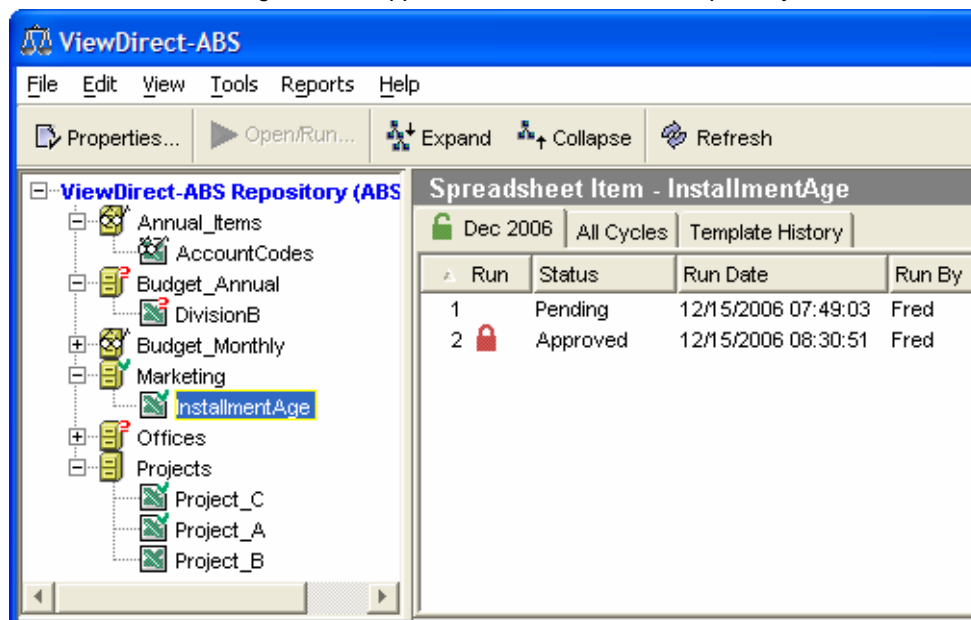 ViewDirect-ABS
File Edit View Tools Reports Help
Properties... Open/Run... Expand Collapse Refresh
ViewDirect-ABS Repository (ABS
Annual_Items
AccountCodes
Budget_Annual
DivisionB
Budget_Monthly
Marketing
InstallmentAge
Offices
Projects
Project_C
Project_A
Project_B
Spreadsheet Item - InstallmentAge
Dec 2006 All Cycles Template History
Run Status Run Date Run By
1 Pending 12/15/2006 07:49:03 Fred
2 Approved 12/15/2006 08:30:51 Fred